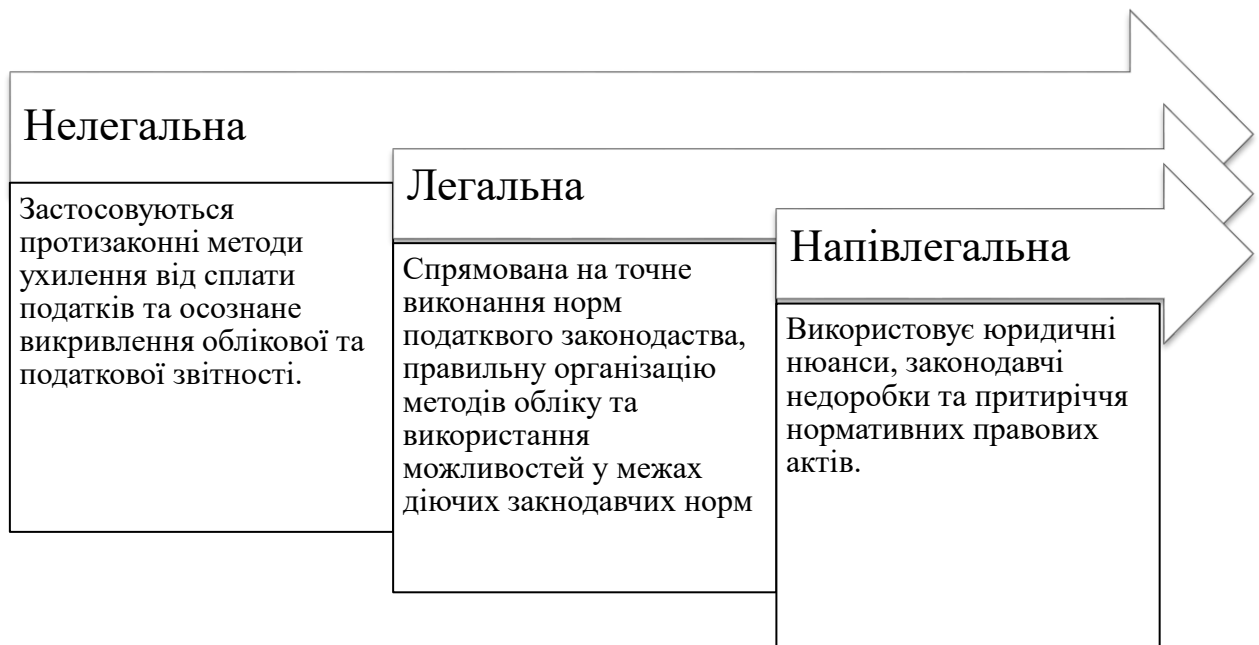 Нелегальна
Застосовуються
протизаконні методи
ухилення від сплати
податків та осознане
викривлення облікової та
податкової звітності.
Легальна
Спрямована на точне
виконання норм
податквого законодаства,
правильну організацію
методів обліку та
використання
можливостей у межах
діючих закнодавчих норм
Напівлегальна
Використовує юридичні
нюанси, законодавчі
недоробки та притиріччя
нормативних правових
актів.